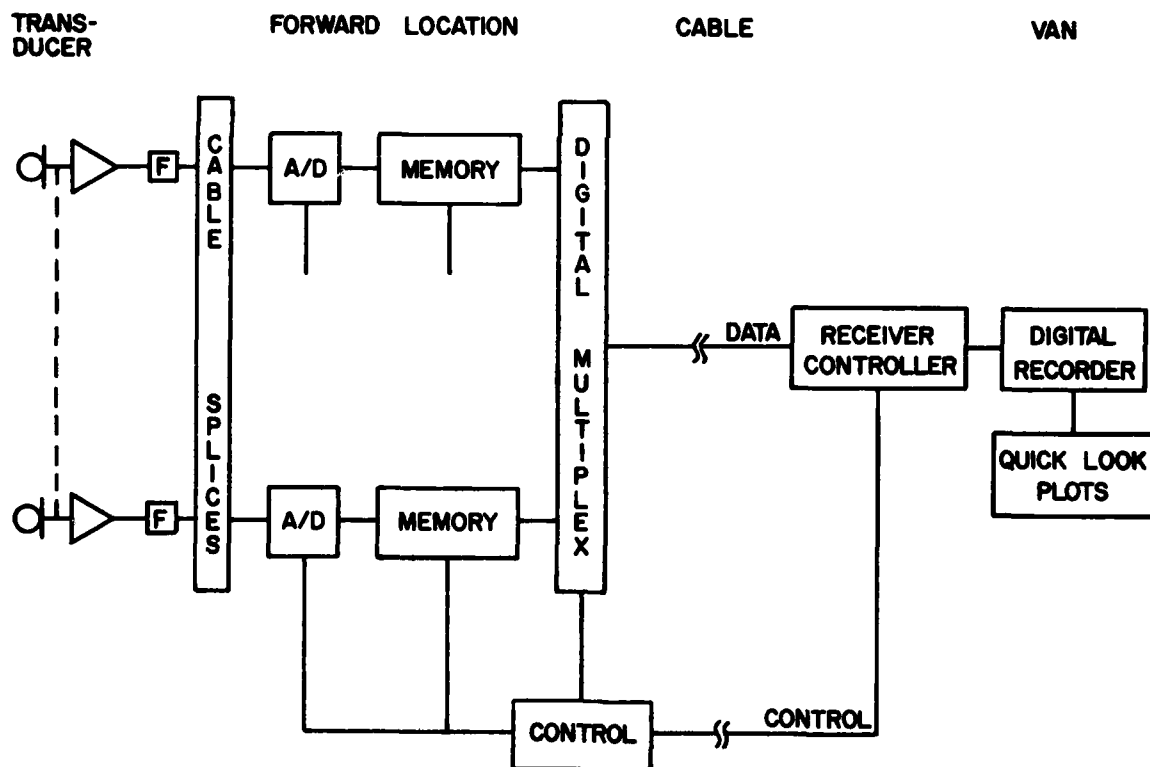 TRANS-
DUCER
FORWARD LOCATION
CABLE
VAN
F
CABLE SPLICES
A/D
MEMORY
DIGITAL MULTIPLEX
DATA
RECEIVER
CONTROLLER
DIGITAL
RECORDER
QUICK LOOK
PLOTS
F
A/D
MEMORY
CONTROL
CONTROL